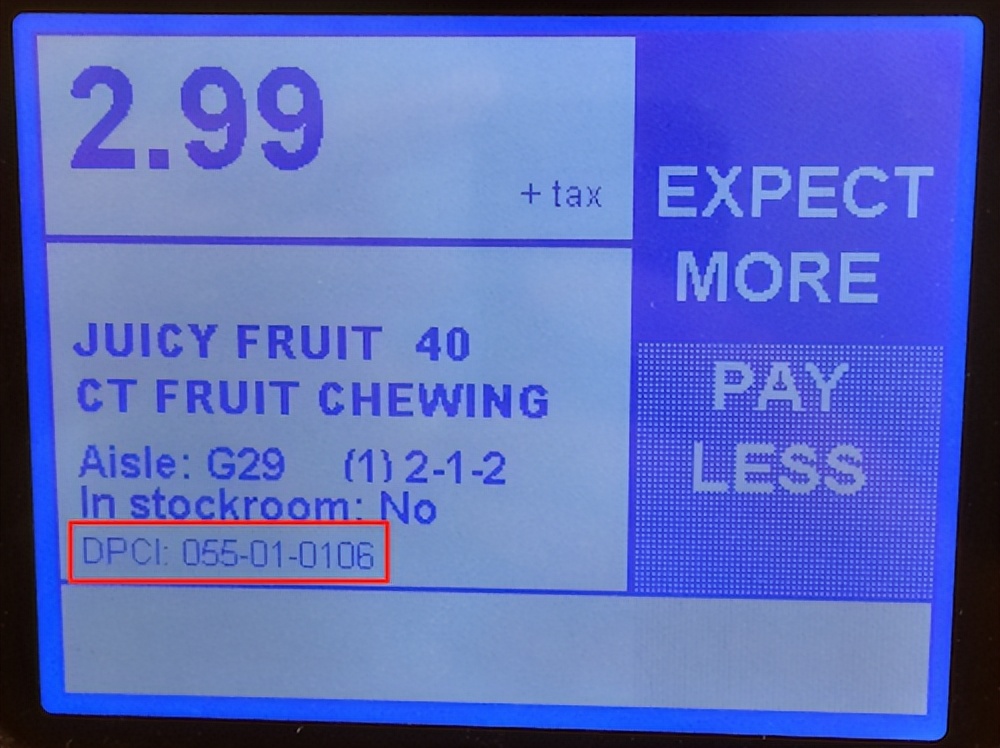 2.99
+ tax
JUICY FRUIT 40
CT FRUIT CHEWING
Aisle: G29 (1) 2-1-2
In stockroom: No
DPCI: 055-01-0106
EXPECT
MORE
PAY
LESS